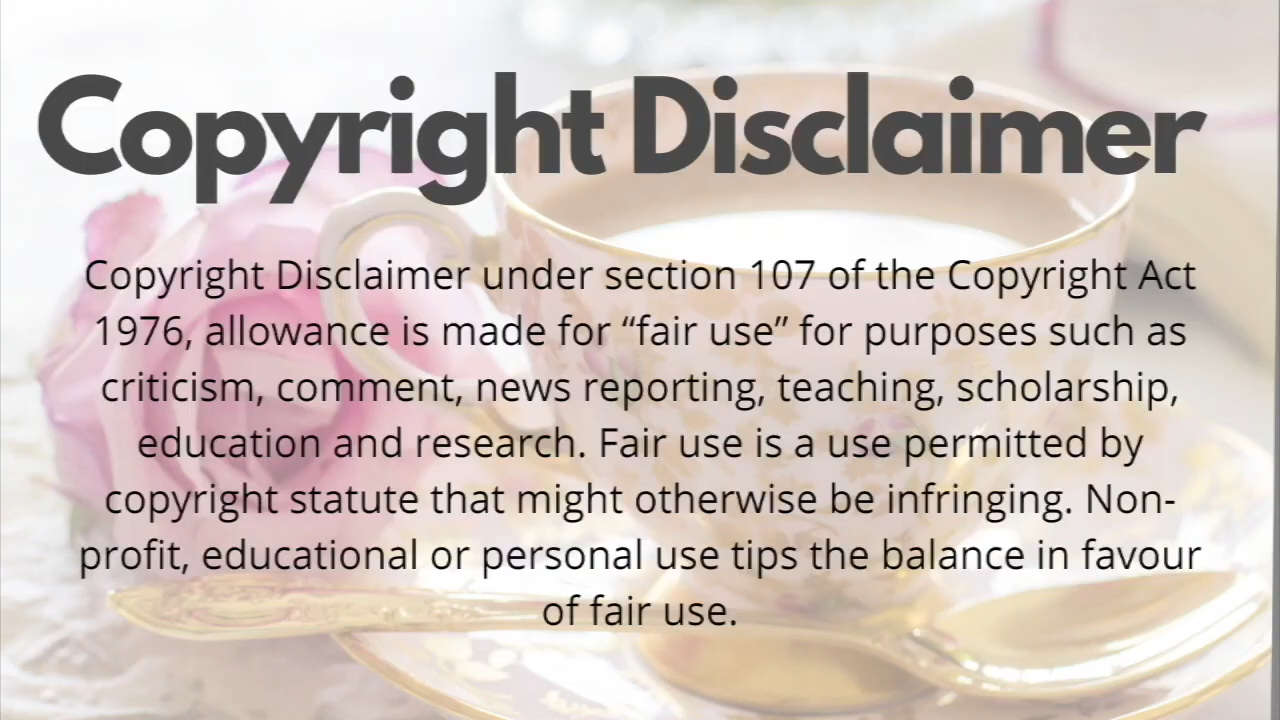 Copyright Disclaimer
Copyright Disclaimer under section 107 of the Copyright Act
1976, allowance is made for “fair use” for purposes such as
criticism, comment, news reporting, teaching, scholarship,
education and research. Fair use is a use permitted by
copyright statute that might otherwise be infringing. Non-
profit, educational or personal use tips the balance in favour
of fair use.